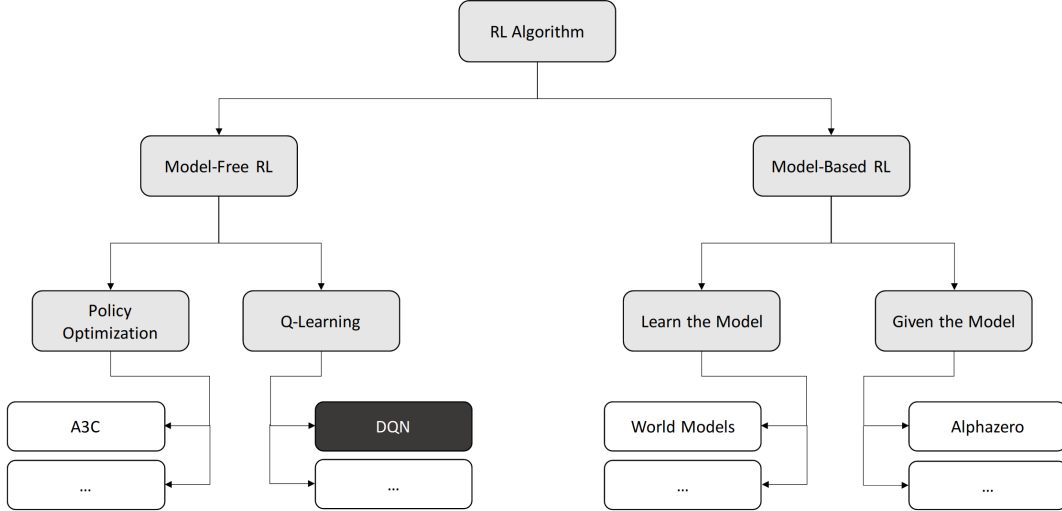 RL Algorithm
Model-Free RL
Model-Based RL
Policy
Optimization
Q-Learning
Learn the Model
Given the Model
A3C
DQN
World Models
Alphazero
...
...
...
...